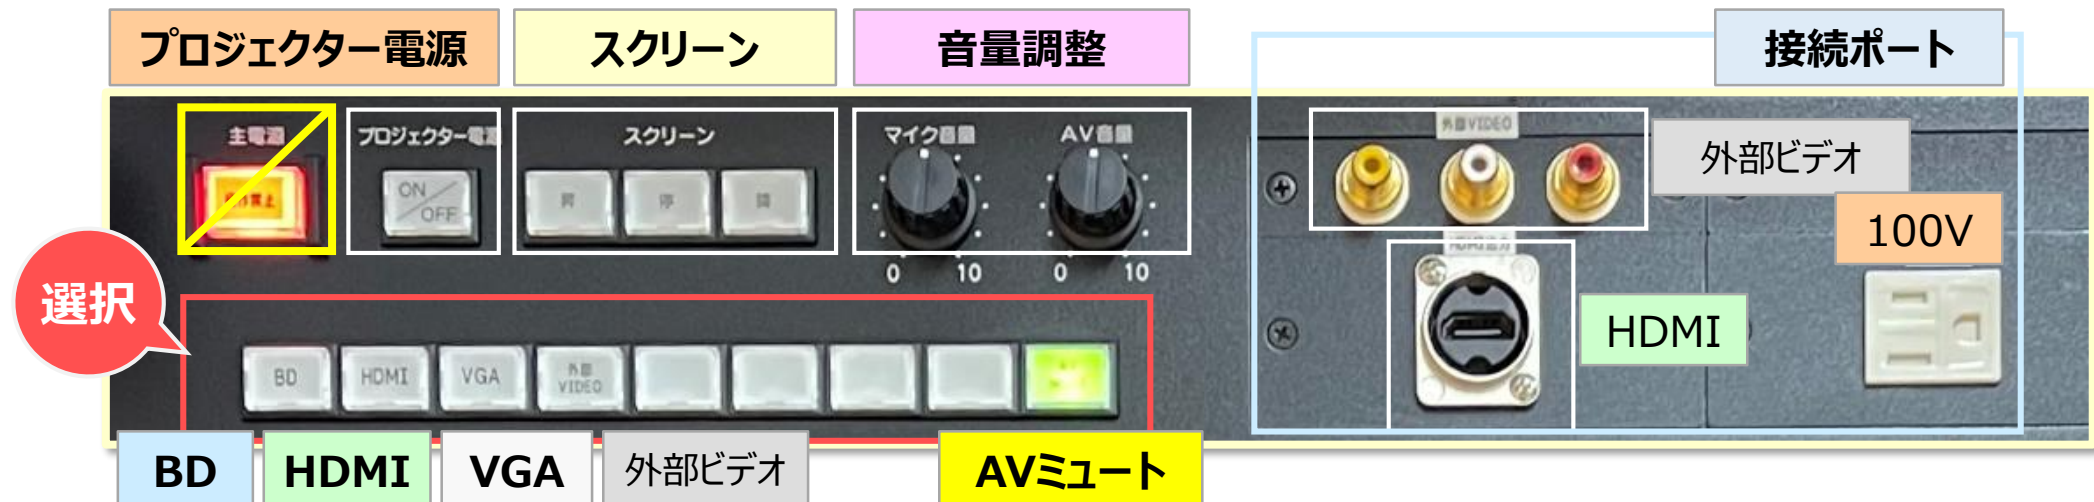 プロジェクター電源
スクリーン
音量調整
接続ポート
主電源
プロジェクター電源
スクリーン
マイク音量
AV音量
外部VIDEO
外部ビデオ
ON
OFF
昇
停
降
100V
0 10
0 10
選択
HDMI
BD
HDMI
VGA
外部
VIDEO
BD
HDMI
VGA
外部ビデオ
AVミュート